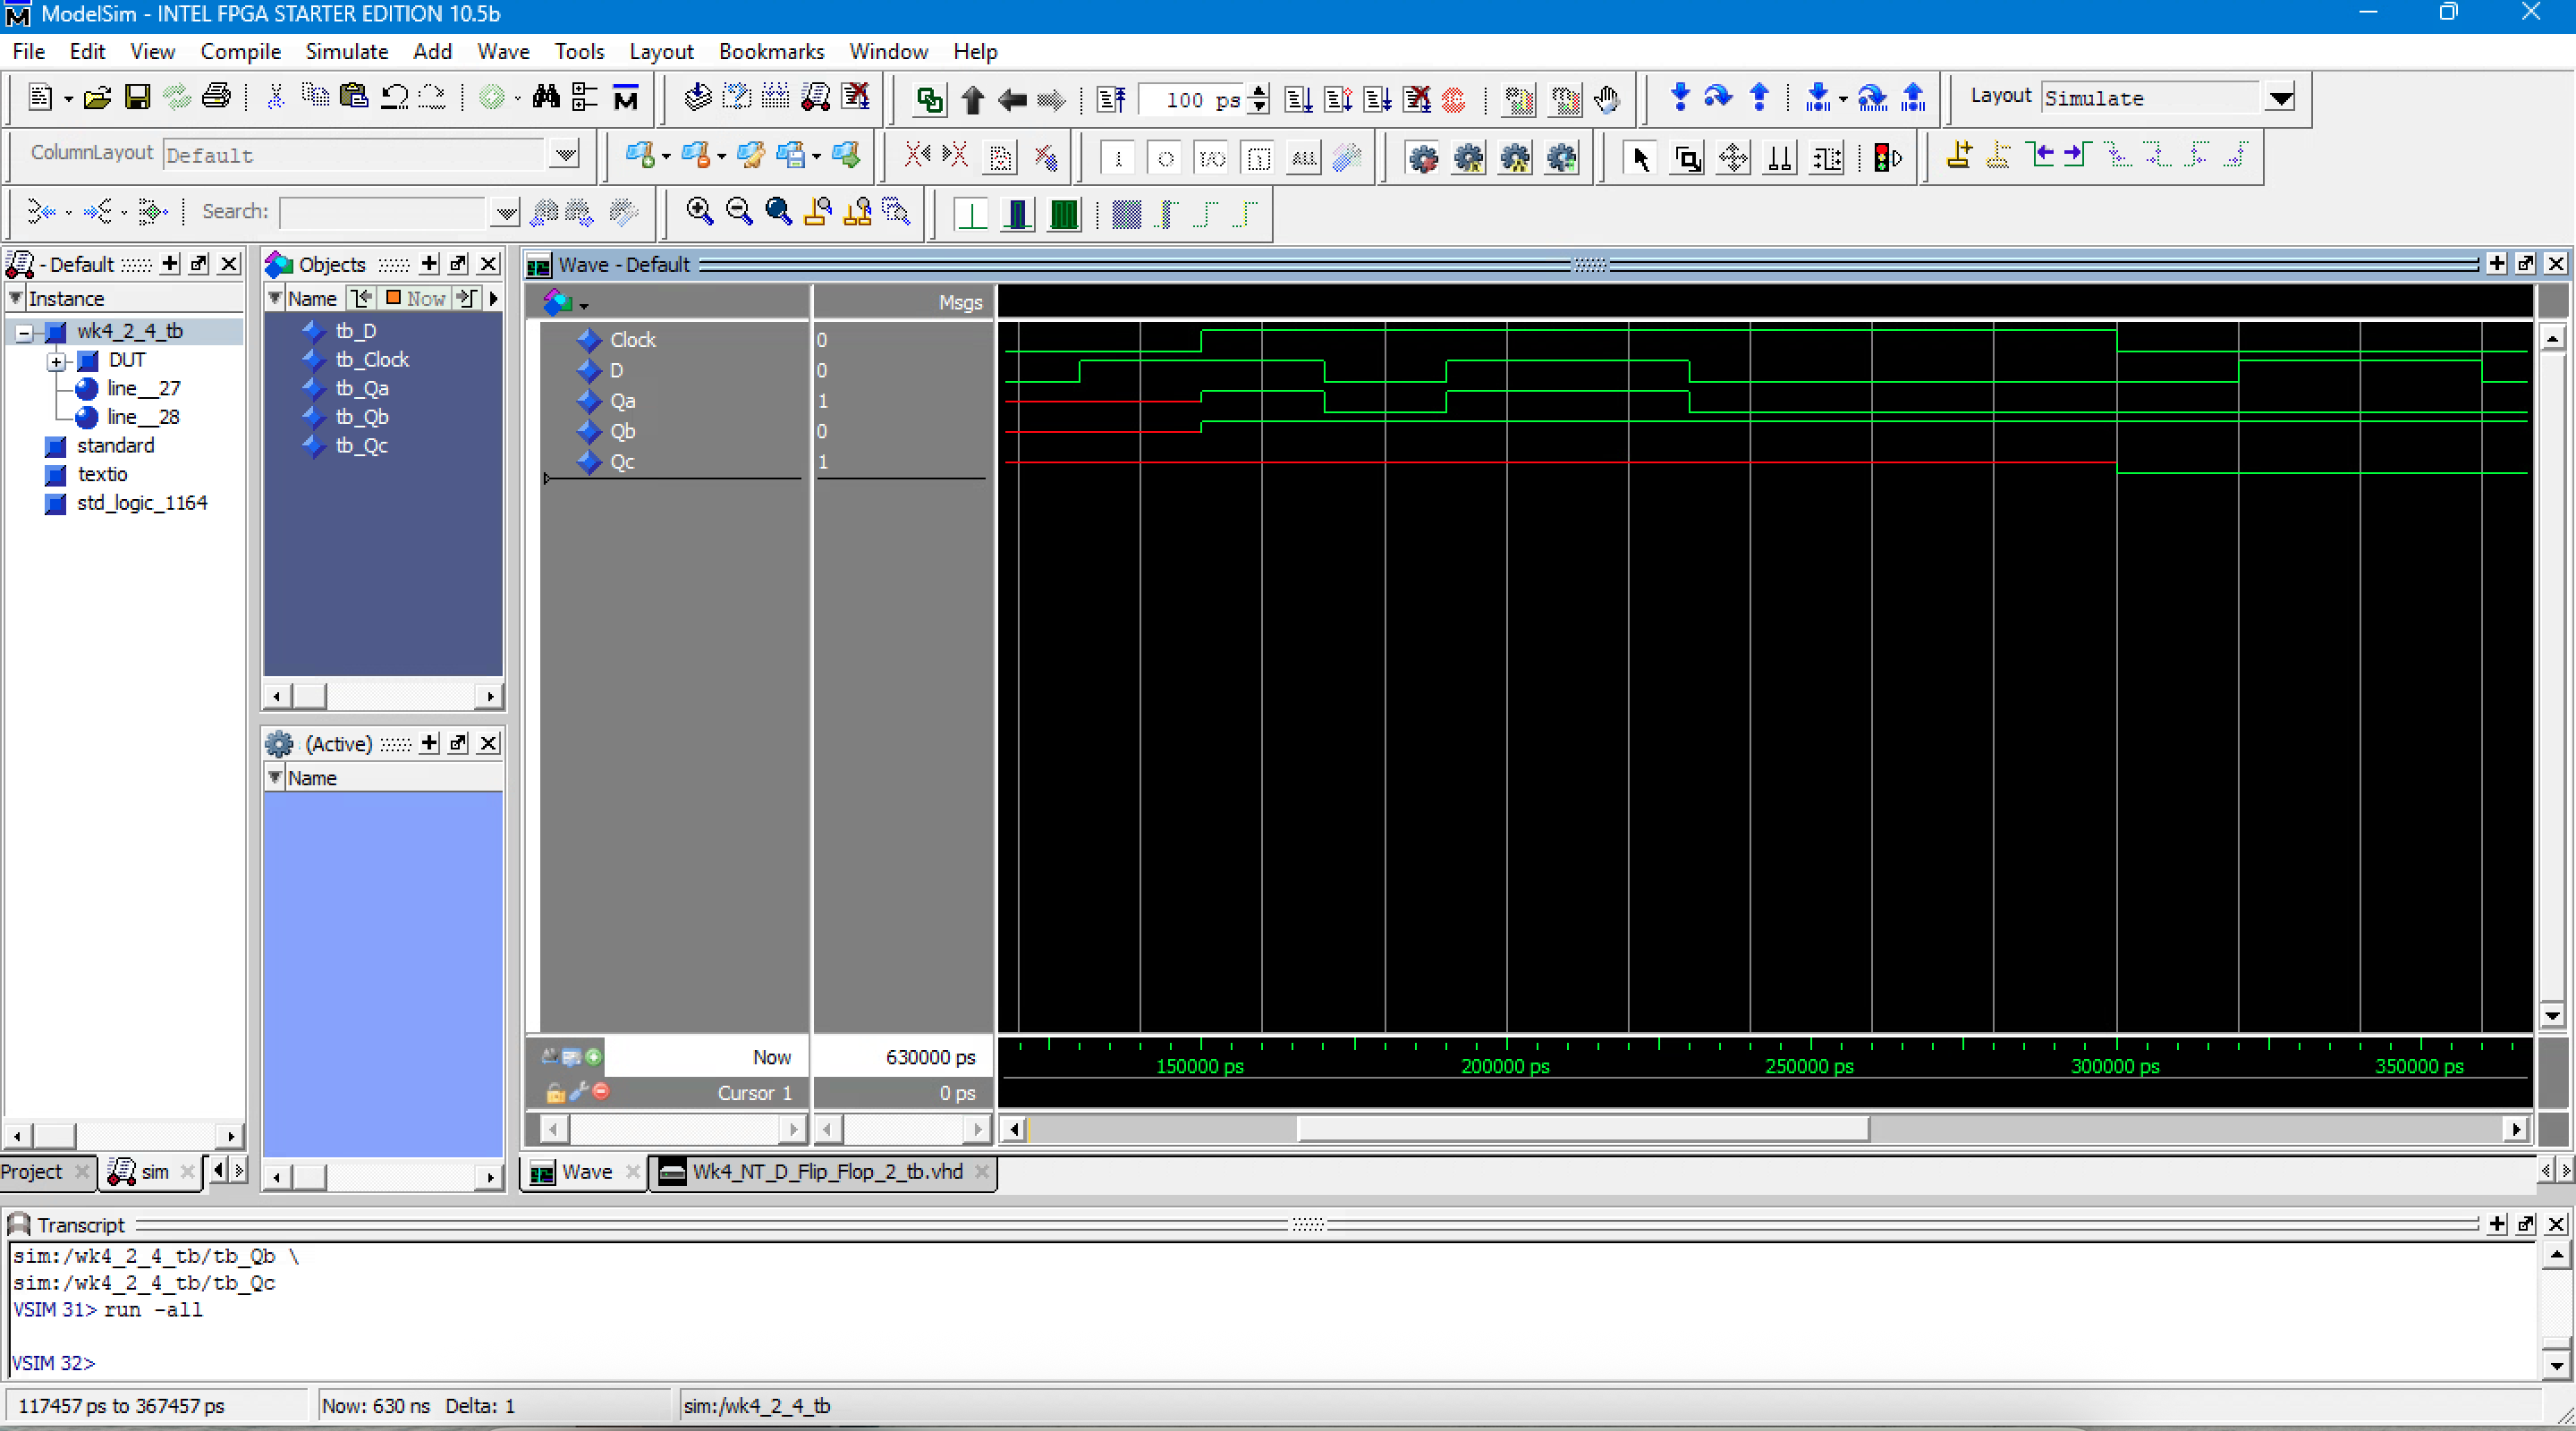 ModelSim - INTEL FPGA STARTER EDITION 10.5b
File Edit View Compile Simulate Add Wave Tools Layout Bookmarks Window Help
100 ps
Layout Simulate
ColumnLayout Default
ALL
Search:
- Default
Instance
wk4_2_4_tb
DUT
line__27
line__28
standard
textio
std_logic_1164
Objects
Name Now
tb_D
tb_Clock
tb_Qa
tb_Qb
tb_Qc
(Active)
Name
Wave - Default
Msgs
Clock 0
D 0
Qa 1
Qb 0
Qc 1
Now 630000 ps
Cursor 1 0 ps
150000 ps 200000 ps 250000 ps 300000 ps 350000 ps
Project sim
Wave Wk4_NT_D_Flip_Flop_2_tb.vhd
Transcript
sim:/wk4_2_4_tb/tb_Qb \
sim:/wk4_2_4_tb/tb_Qc
VSIM 31> run -all
VSIM 32>
117457 ps to 367457 ps Now: 630 ns Delta: 1 sim:/wk4_2_4_tb